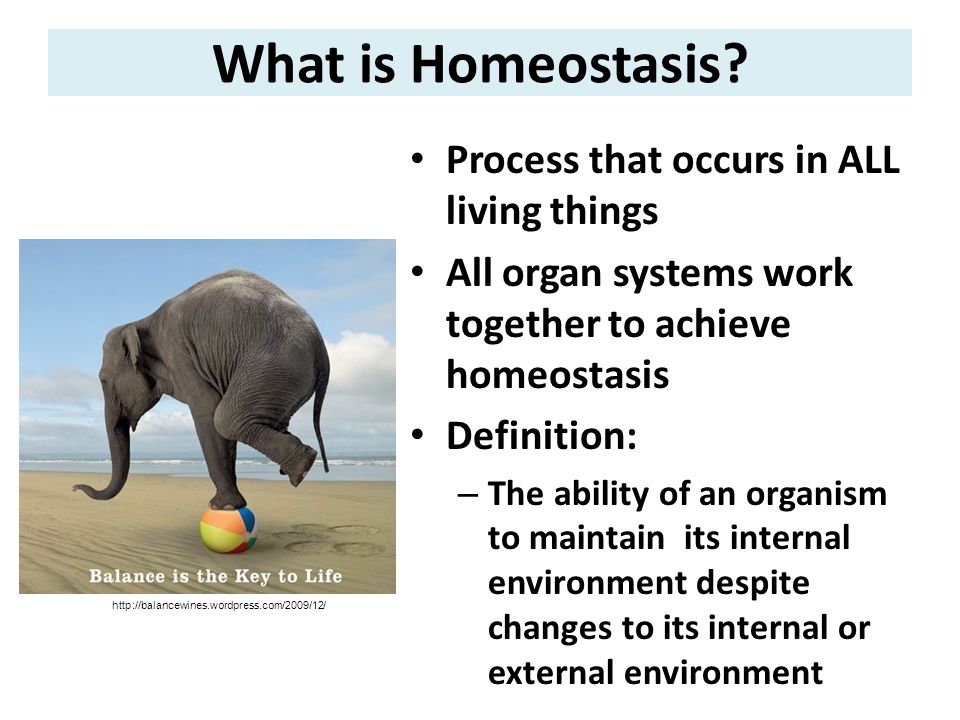 What is Homeostasis?
• Process that occurs in ALL
living things
• All organ systems work
together to achieve
homeostasis
• Definition:
– The ability of an organism
to maintain its internal
environment despite
changes to its internal or
external environment
Balance is the Key to Life
http://balancewines.wordpress.com/2009/12/